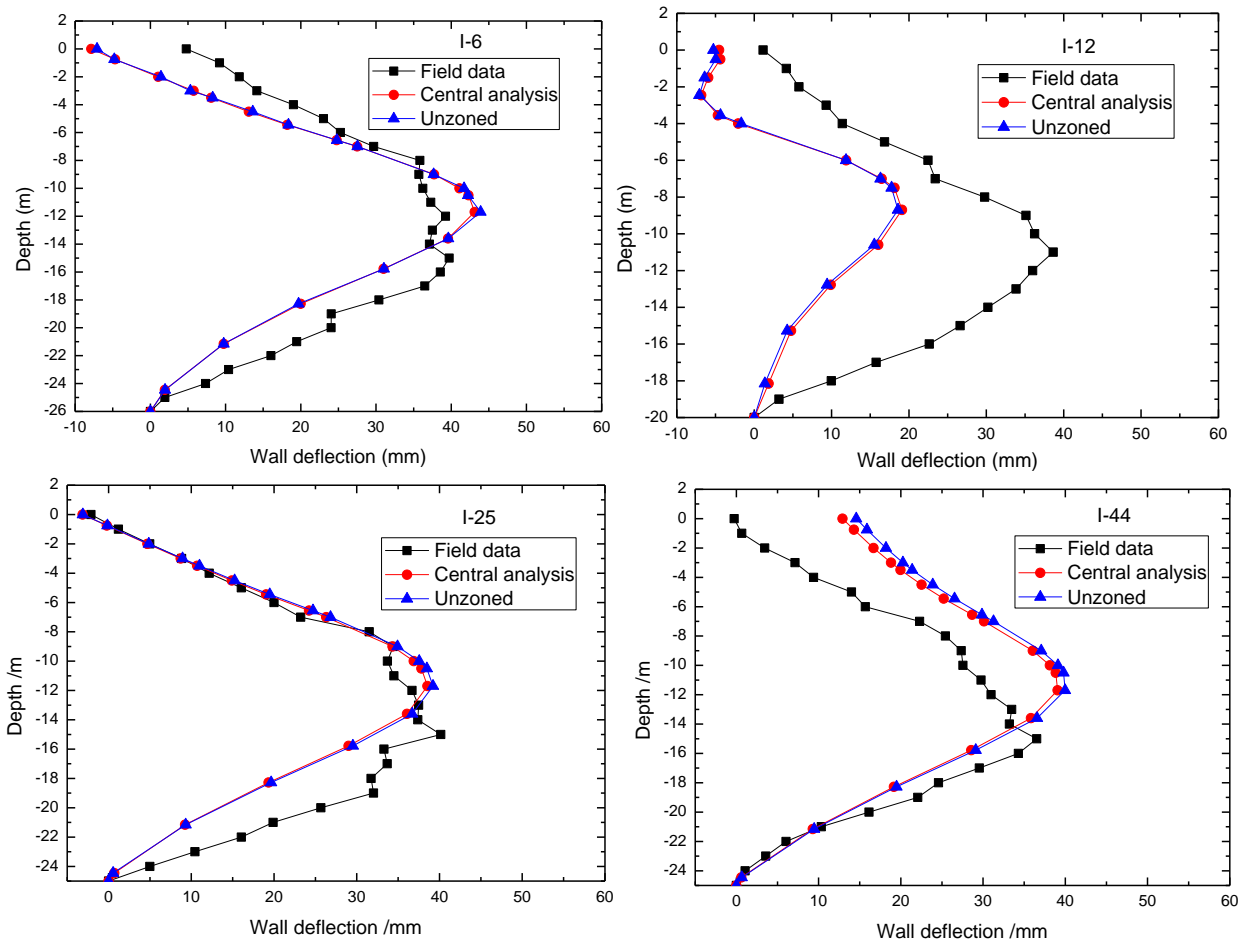 I-6
Field data
Central analysis
Unzoned
2
0
-2
-4
-6
-8
-10
-12
-14
-16
-18
-20
-22
-24
-26
Depth (m)
-10 0 10 20 30 40 50 60
Wall deflection (mm)
I-12
Field data
Central analysis
Unzoned
2
0
-2
-4
-6
-8
-10
-12
-14
-16
-18
-20
Depth (m)
-10 0 10 20 30 40 50 60
Wall deflection (mm)
I-25
Field data
Central analysis
Unzoned
2
0
-2
-4
-6
-8
-10
-12
-14
-16
-18
-20
-22
-24
Depth /m
0 10 20 30 40 50 60
Wall deflection /mm
I-44
Field data
Central analysis
Unzoned
2
0
-2
-4
-6
-8
-10
-12
-14
-16
-18
-20
-22
-24
Depth /m
0 10 20 30 40 50 60
Wall deflection /mm